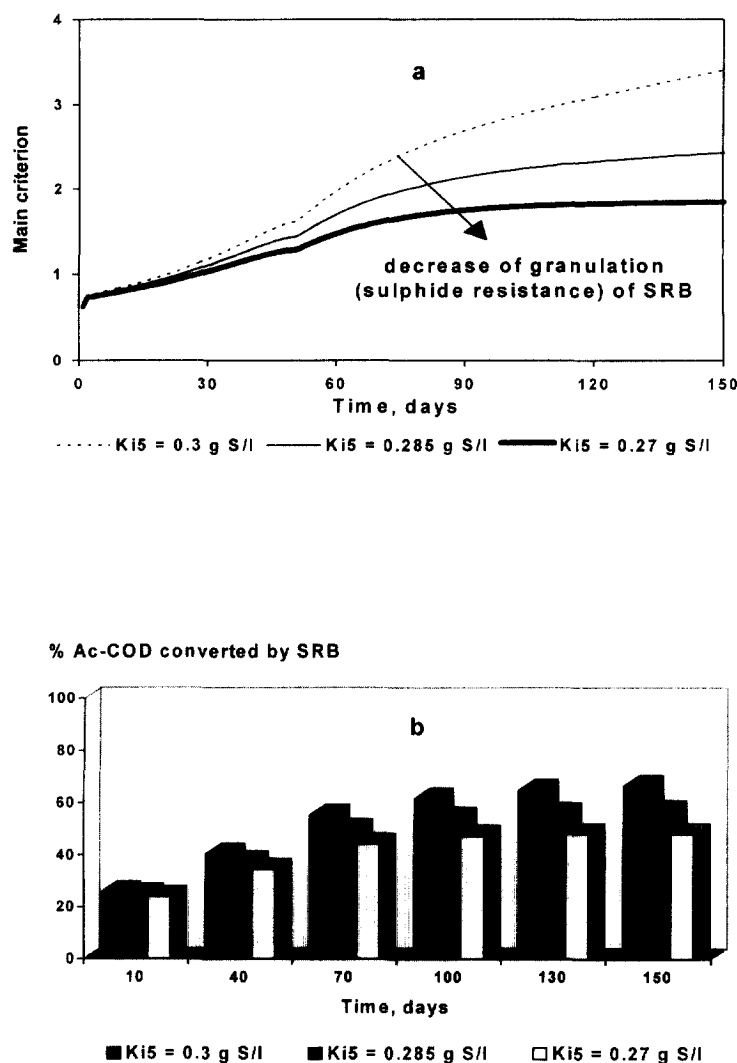 4
a
3
Main criterion
2
1
decrease of granulation
(sulphide resistance) of SRB
0
0 30 60 90 120 150
Time, days
Ki5 = 0.3 g S/l Ki5 = 0.285 g S/l Ki5 = 0.27 g S/l
% Ac-COD converted by SRB
100
b
80
60
40
20
0
10 40 70 100 130 150
Time, days
Ki5 = 0.3 g S/l Ki5 = 0.285 g S/l Ki5 = 0.27 g S/l